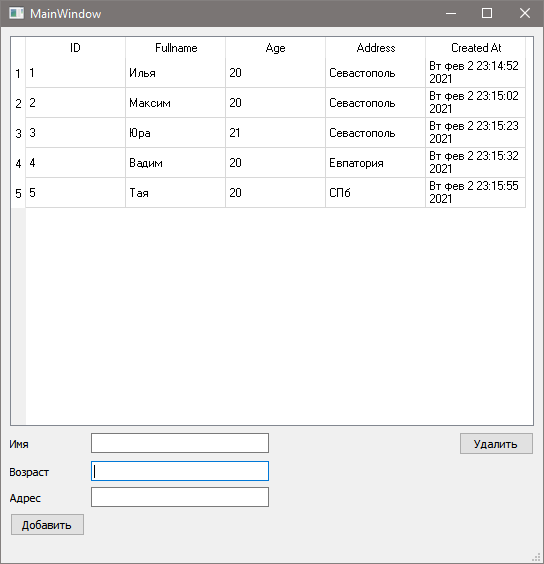 MainWindow
ID Fullname Age Address Created At
1 1 Илья 20 Севастополь Вт фев 2 23:14:52
2021
2 2 Максим 20 Севастополь Вт фев 2 23:15:02
2021
3 3 Юра 21 Севастополь Вт фев 2 23:15:23
2021
4 4 Вадим 20 Евпатория Вт фев 2 23:15:32
2021
5 5 Тая 20 СПб Вт фев 2 23:15:55
2021
Имя Удалить
Возраст
Адрес
Добавить